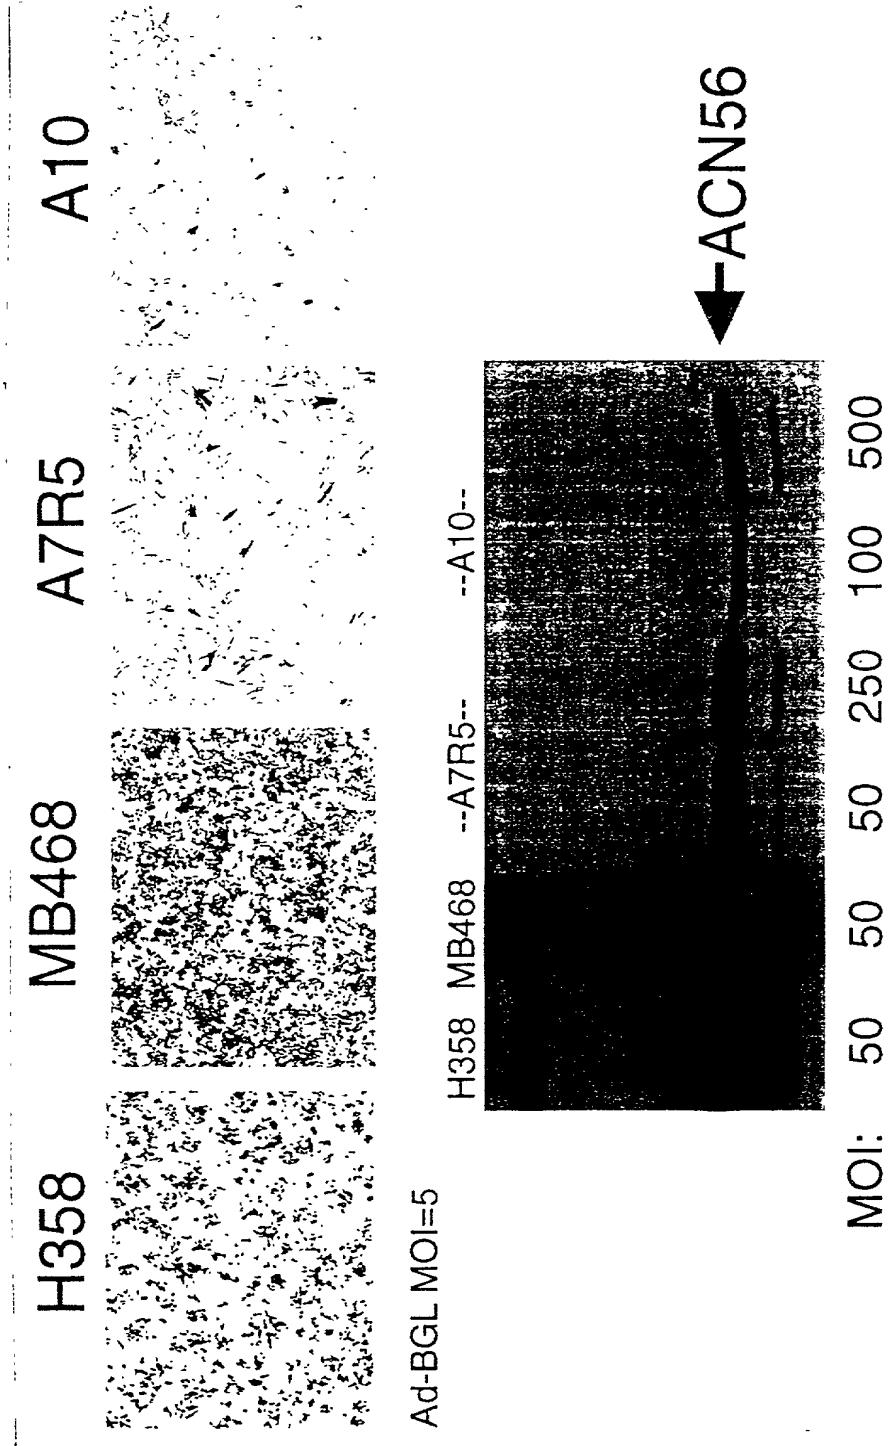 H358 MB468 A7R5 A10
Ad-BGL MOI=5
H358 MB468 --A7R5-- --A10--
ACN56
MOI: 50 50 50 250 100 500